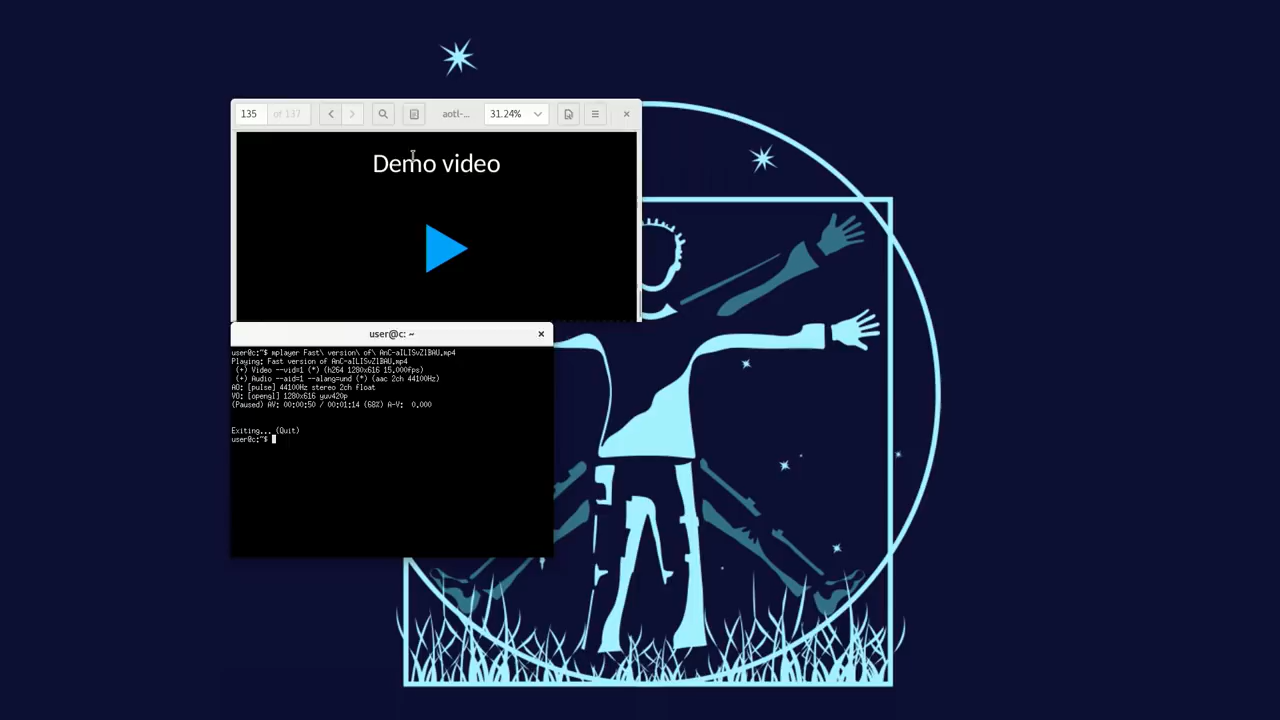 135 of 137 aotl-... 31.24%
Demo video
user@c: ~
user@c:~$ mplayer Fast\ version\ of\ AnC-aILISvZlBAU.mp4
Playing: Fast version of AnC-aILISvZlBAU.mp4
(+) Video --vid=1 (*) (h264 1280x616 15.000fps)
(+) Audio --aid=1 --alang=und (*) (aac 2ch 44100Hz)
AO: [pulse] 44100Hz stereo 2ch float
VO: [opengl] 1280x616 yuv420p
(Paused) AV: 00:00:50 / 00:01:14 (68%) A-V: 0.000
Exiting... (Quit)
user@c:~$